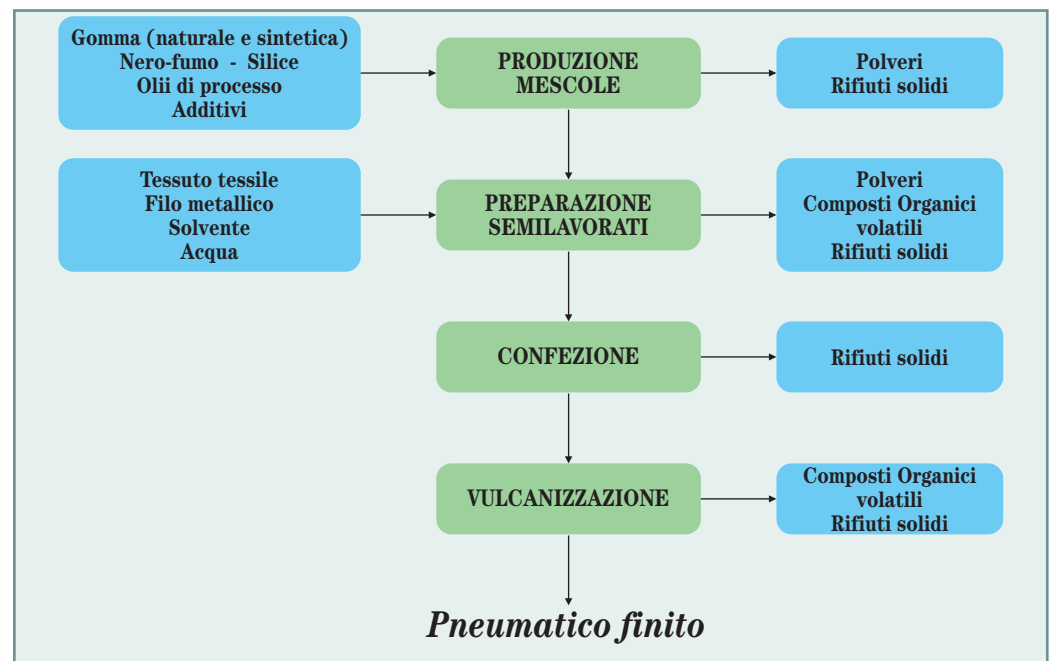 Gomma (naturale e sintetica)
Nero-fumo - Silice
Olii di processo
Additivi
PRODUZIONE
MESCOLE
Polveri
Rifiuti solidi
Tessuto tessile
Filo metallico
Solvente
Acqua
PREPARAZIONE
SEMILAVORATI
Polveri
Composti Organici
volatili
Rifiuti solidi
CONFEZIONE
Rifiuti solidi
VULCANIZZAZIONE
Composti Organici
volatili
Rifiuti solidi
Pneumatico finito